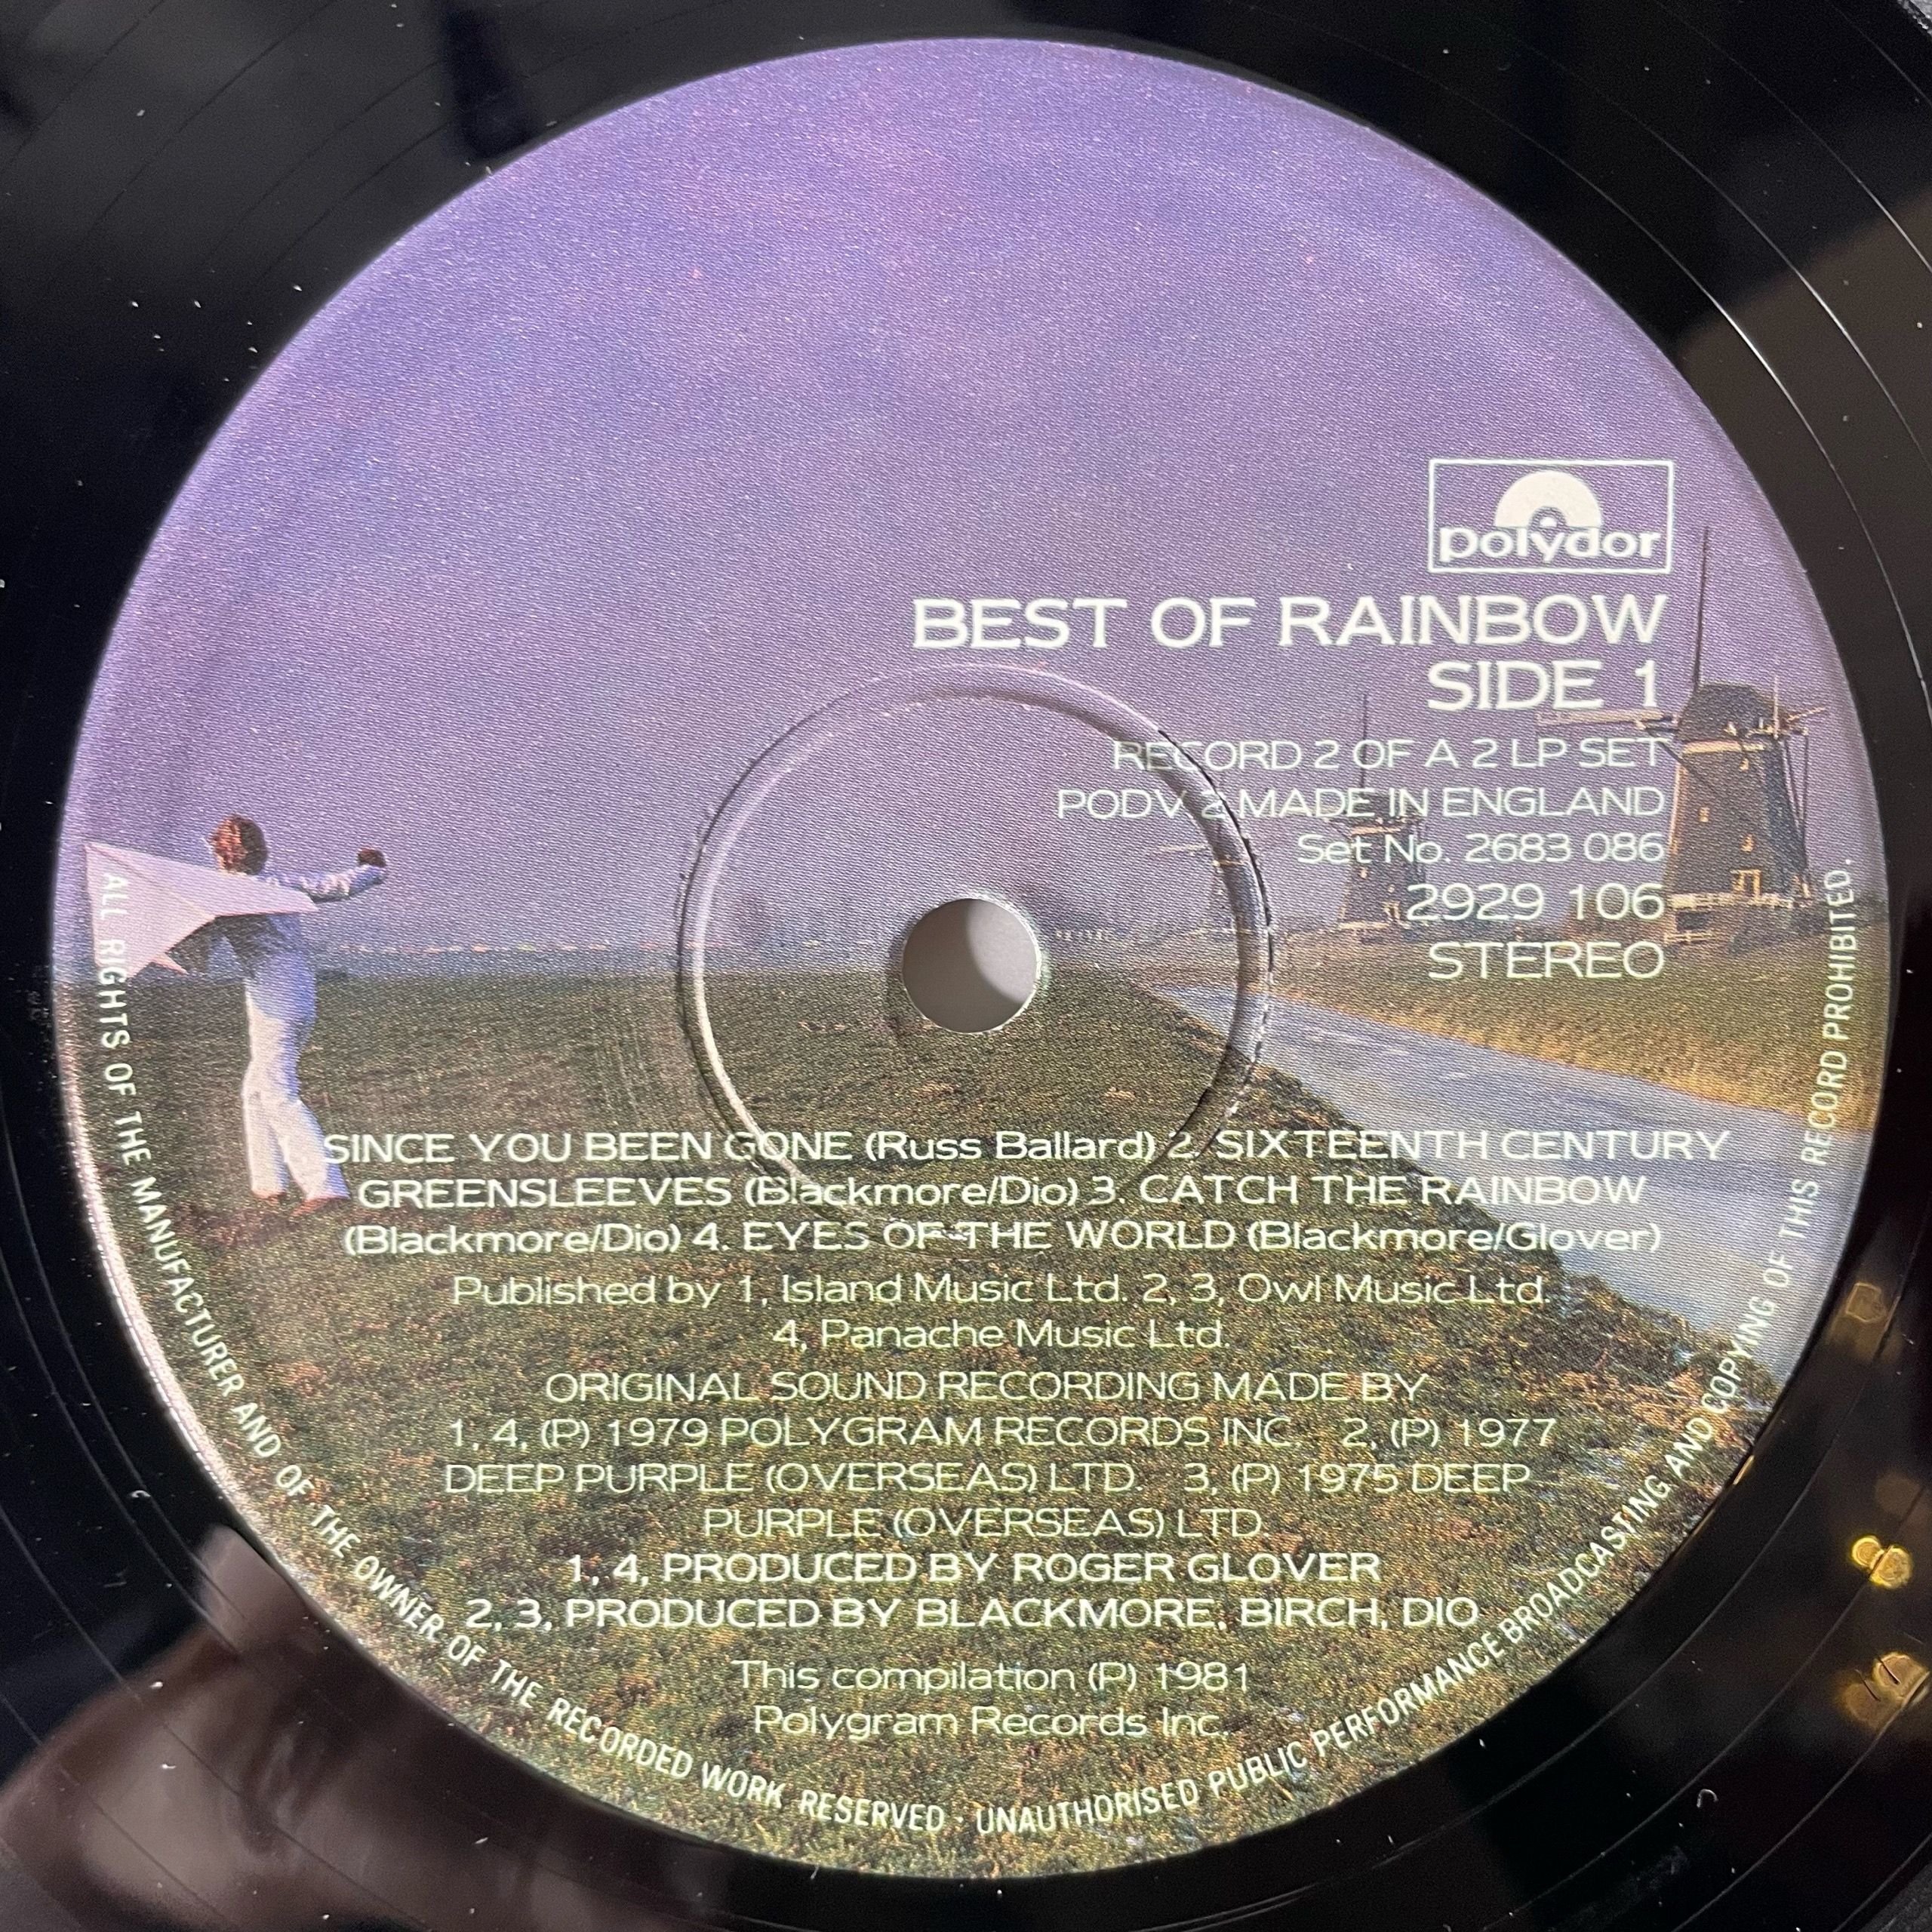 polydor
BEST OF RAINBOW
SIDE 1
RECORD 2 OF A 2 LP SET
PODV 2 MADE IN ENGLAND
Set No. 2683 086
2929 106
STEREO
SINCE YOU BEEN GONE (Russ Ballard) 2. SIXTEENTH CENTURY
GREENSLEEVES (Blackmore/Dio) 3. CATCH THE RAINBOW
(Blackmore/Dio) 4. EYES OF THE WORLD (Blackmore/Glover)
Published by 1, Island Music Ltd. 2, 3, Owl Music Ltd.
4, Panache Music Ltd.
ORIGINAL SOUND RECORDING MADE BY
1, 4, (P) 1979 POLYGRAM RECORDS INC. 2, (P) 1977
DEEP PURPLE (OVERSEAS) LTD. 3, (P) 1975 DEEP
PURPLE (OVERSEAS) LTD.
1, 4, PRODUCED BY ROGER GLOVER
2, 3, PRODUCED BY BLACKMORE, BIRCH, DIO
This compilation (P) 1981
Polygram Records Inc.
ALL RIGHTS OF THE MANUFACTURER AND OF THE OWNER OF THE RECORDED WORK RESERVED · UNAUTHORISED PUBLIC PERFORMANCE BROADCASTING AND COPYING OF THIS RECORD PROHIBITED.